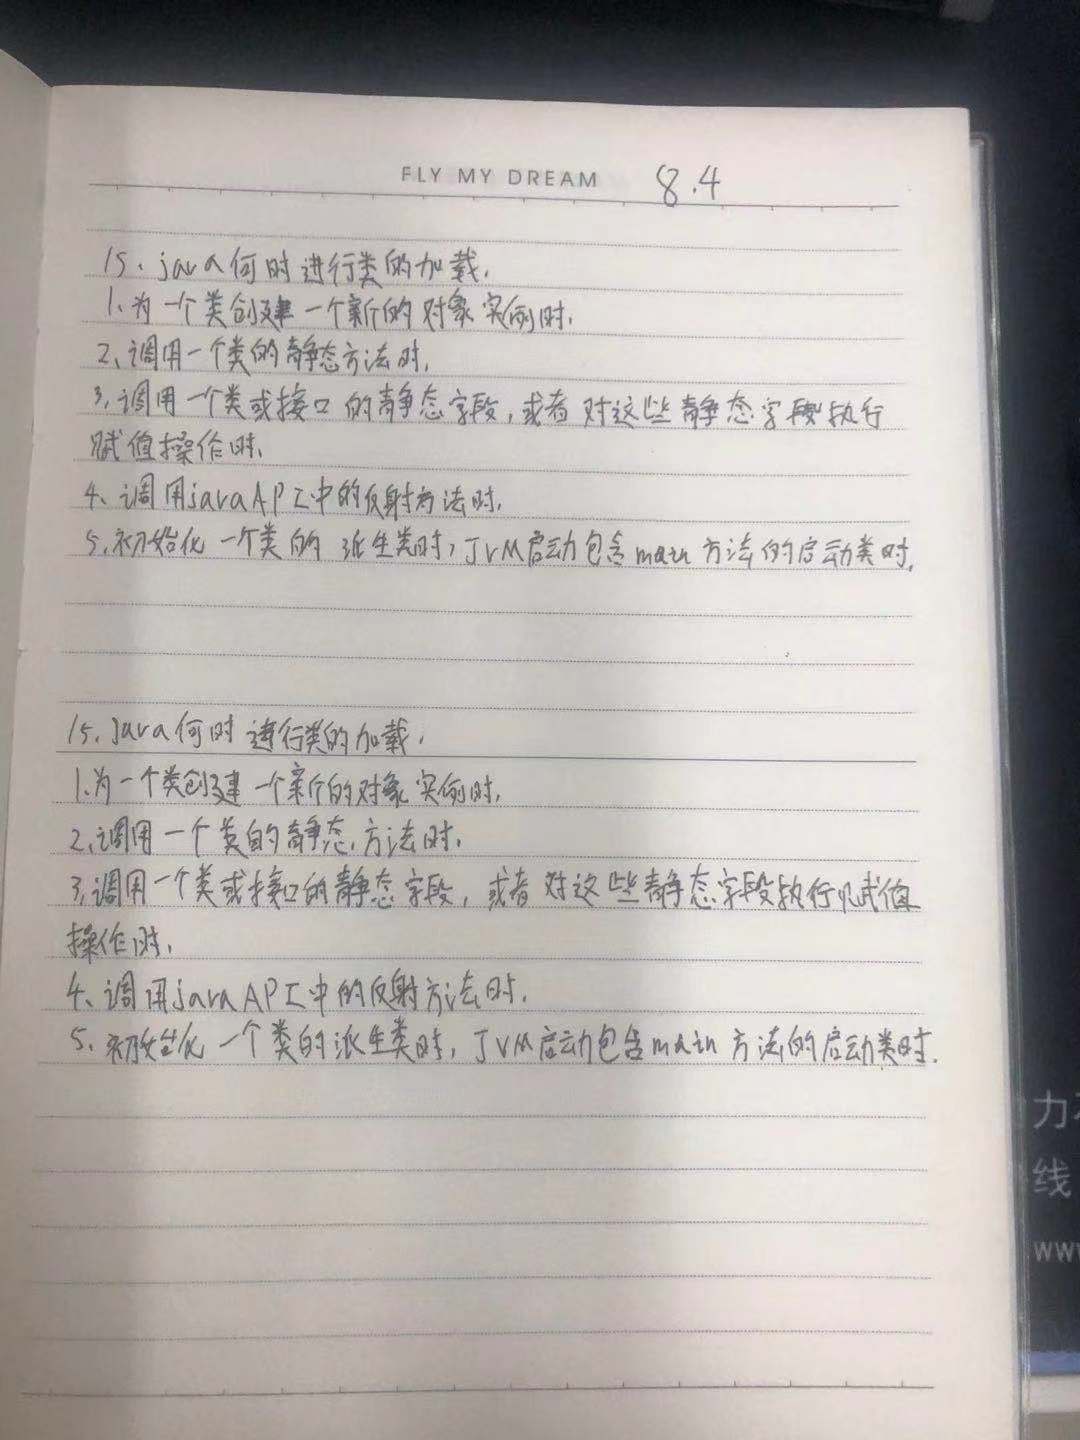 FLY MY DREAM 8.4
15、java何时进行类的加载.
1、为一个类创建一个新的对象实例时.
2、调用一个类的静态方法时.
3、调用一个类或接口的静态字段,或者对这些静态字段执行
赋值操作时.
4、调用javaAPI中的反射方法时.
5、初始化一个类的派生类时,JVM启动包含main方法的启动类时.
15、Java何时进行类的加载.
1、为一个类创建一个新的对象实例时.
2、调用一个类的静态方法时.
3、调用一个类或接口的静态字段,或者对这些静态字段执行赋值
操作时.
4、调用javaAPI中的反射方法时.
5、初始化一个类的派生类时,JVM启动包含main方法的启动类时.
力
线
www